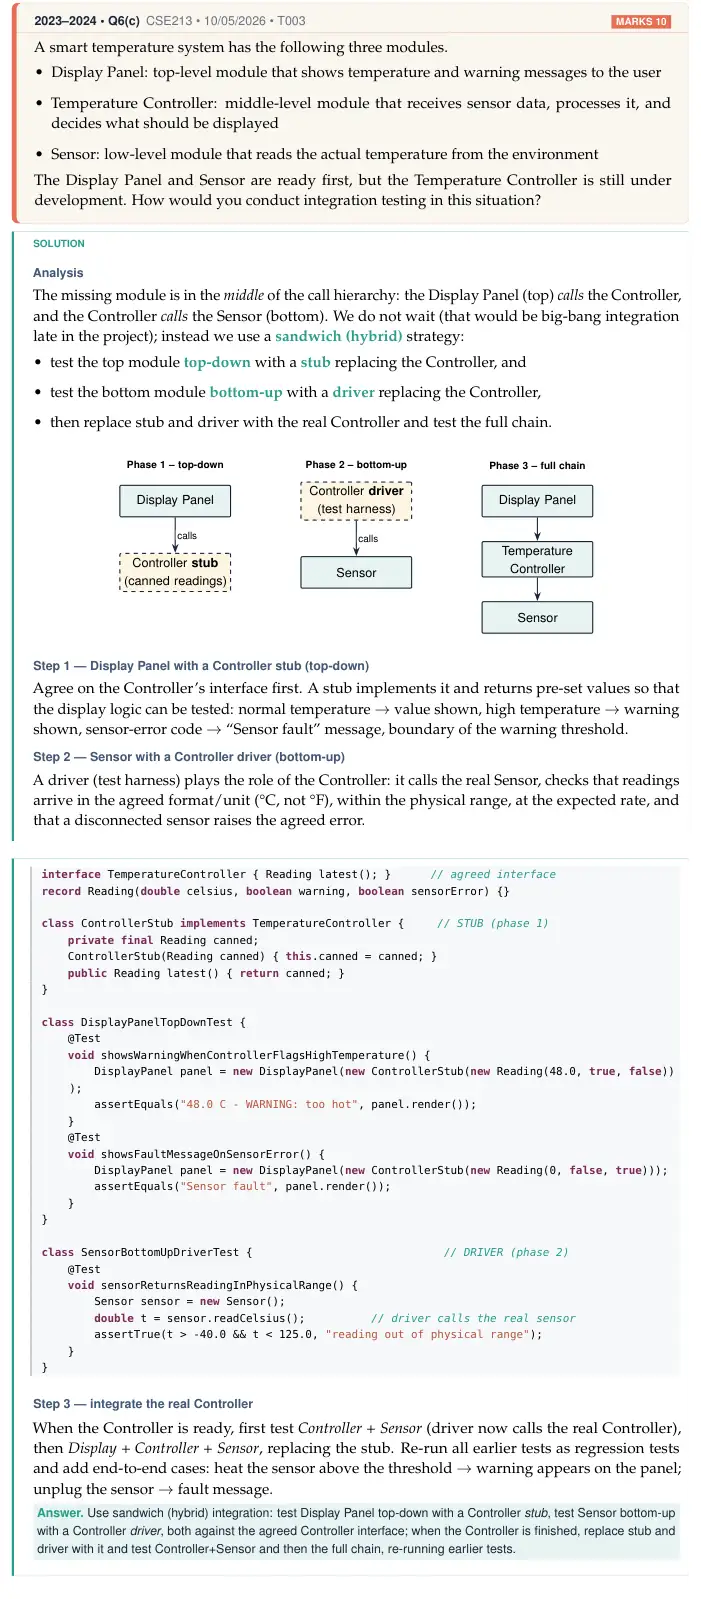 2023–2024 • Q6(c) CSE213 • 10/05/2026 • T003
MARKS 10
A smart temperature system has the following three modules.
• Display Panel: top-level module that shows temperature and warning messages to the user
• Temperature Controller: middle-level module that receives sensor data, processes it, and
decides what should be displayed
• Sensor: low-level module that reads the actual temperature from the environment
The Display Panel and Sensor are ready first, but the Temperature Controller is still under
development. How would you conduct integration testing in this situation?
SOLUTION
Analysis
The missing module is in the middle of the call hierarchy: the Display Panel (top) calls the Controller,
and the Controller calls the Sensor (bottom). We do not wait (that would be big-bang integration
late in the project); instead we use a sandwich (hybrid) strategy:
• test the top module top-down with a stub replacing the Controller, and
• test the bottom module bottom-up with a driver replacing the Controller,
• then replace stub and driver with the real Controller and test the full chain.
Phase 1 – top-down
Display Panel
calls
Controller stub
(canned readings)
Phase 2 – bottom-up
Controller driver
(test harness)
calls
Sensor
Phase 3 – full chain
Display Panel
Temperature
Controller
Sensor
Step 1 — Display Panel with a Controller stub (top-down)
Agree on the Controller's interface first. A stub implements it and returns pre-set values so that
the display logic can be tested: normal temperature → value shown, high temperature → warning
shown, sensor-error code → “Sensor fault” message, boundary of the warning threshold.
Step 2 — Sensor with a Controller driver (bottom-up)
A driver (test harness) plays the role of the Controller: it calls the real Sensor, checks that readings
arrive in the agreed format/unit (°C, not °F), within the physical range, at the expected rate, and
that a disconnected sensor raises the agreed error.
interface TemperatureController { Reading latest(); } // agreed interface
record Reading(double celsius, boolean warning, boolean sensorError) {}
class ControllerStub implements TemperatureController { // STUB (phase 1)
private final Reading canned;
ControllerStub(Reading canned) { this.canned = canned; }
public Reading latest() { return canned; }
}
class DisplayPanelTopDownTest {
@Test
void showsWarningWhenControllerFlagsHighTemperature() {
DisplayPanel panel = new DisplayPanel(new ControllerStub(new Reading(48.0, true, false))
);
assertEquals("48.0 C - WARNING: too hot", panel.render());
}
@Test
void showsFaultMessageOnSensorError() {
DisplayPanel panel = new DisplayPanel(new ControllerStub(new Reading(0, false, true)));
assertEquals("Sensor fault", panel.render());
}
}
class SensorBottomUpDriverTest { // DRIVER (phase 2)
@Test
void sensorReturnsReadingInPhysicalRange() {
Sensor sensor = new Sensor();
double t = sensor.readCelsius(); // driver calls the real sensor
assertTrue(t > -40.0 && t < 125.0, "reading out of physical range");
}
}
Step 3 — integrate the real Controller
When the Controller is ready, first test Controller + Sensor (driver now calls the real Controller),
then Display + Controller + Sensor, replacing the stub. Re-run all earlier tests as regression tests
and add end-to-end cases: heat the sensor above the threshold → warning appears on the panel;
unplug the sensor → fault message.
Answer. Use sandwich (hybrid) integration: test Display Panel top-down with a Controller stub, test Sensor bottom-up
with a Controller driver, both against the agreed Controller interface; when the Controller is finished, replace stub and
driver with it and test Controller+Sensor and then the full chain, re-running earlier tests.